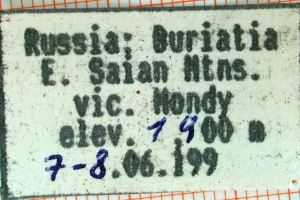 Russia; Buriatia
E. Saian Mtns.
vic. Mondy
elev. 1900 m
7-8.06.199